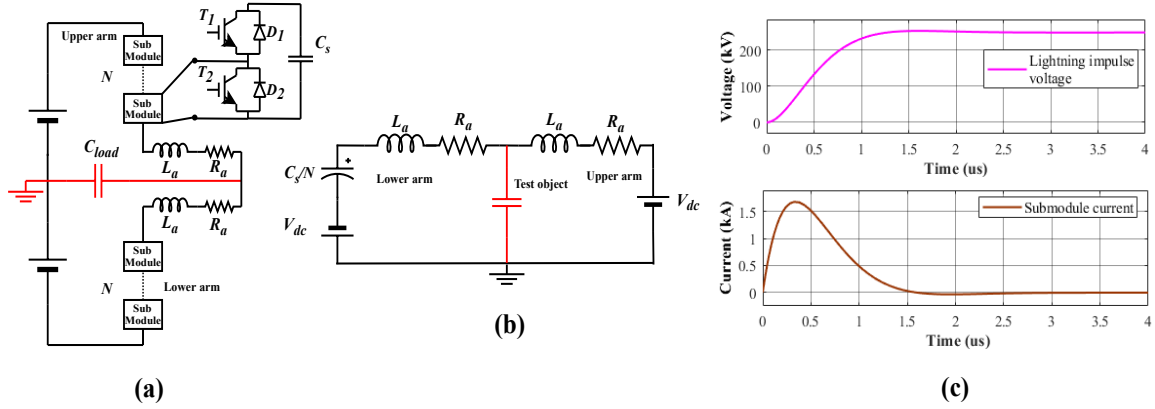 Upper arm
Sub
Module
N
Sub
Module
T1
D1
Cs
T2
D2
Cload
La
Ra
La
Ra
Sub
Module
N
Lower arm
Sub
Module
(a)
La
Ra
La
Ra
+
Cs/N
Lower arm
Test object
Upper arm
Vdc
Vdc
(b)
Voltage (kV)
200
100
0
Lightning impulse
voltage
0 0.5 1 1.5 2 2.5 3 3.5 4
Time (us)
Current (kA)
1.5
1
0.5
0
Submodule current
0 0.5 1 1.5 2 2.5 3 3.5 4
Time (us)
(c)